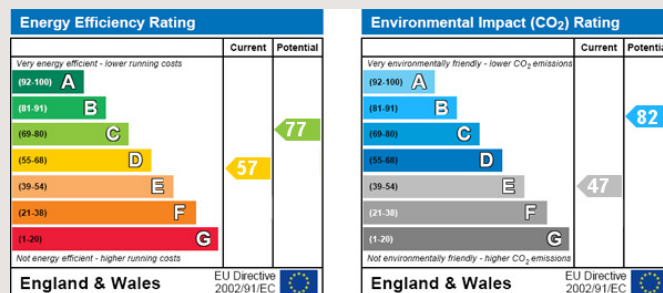 Energy Efficiency Rating
Current Potential
Very energy efficient - lower running costs
(92-100) A
(81-91) B
(69-80) C
(55-68) D
(39-54) E
(21-38) F
(1-20) G
77
57
Not energy efficient - higher running costs
England & Wales
EU Directive
2002/91/EC
Environmental Impact (CO2) Rating
Current Potential
Very environmentally friendly - lower CO2 emissions
(92-100) A
(81-91) B
(69-80) C
(55-68) D
(39-54) E
(21-38) F
(1-20) G
82
47
Not environmentally friendly - higher CO2 emissions
England & Wales
EU Directive
2002/91/EC